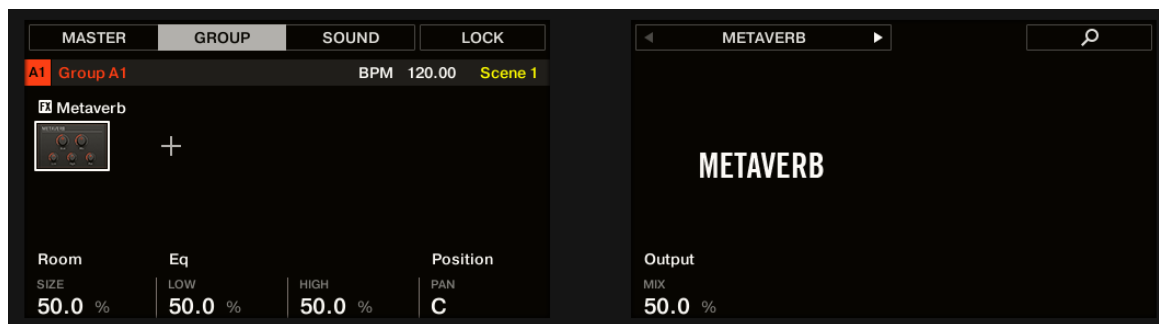 MASTER GROUP SOUND LOCK
A1 Group A1 BPM 120.00 Scene 1
FX Metaverb
METAVERB
Room Eq Position
SIZE LOW HIGH PAN
50.0 % 50.0 % 50.0 % C
METAVERB
METAVERB
Output
MIX
50.0 %